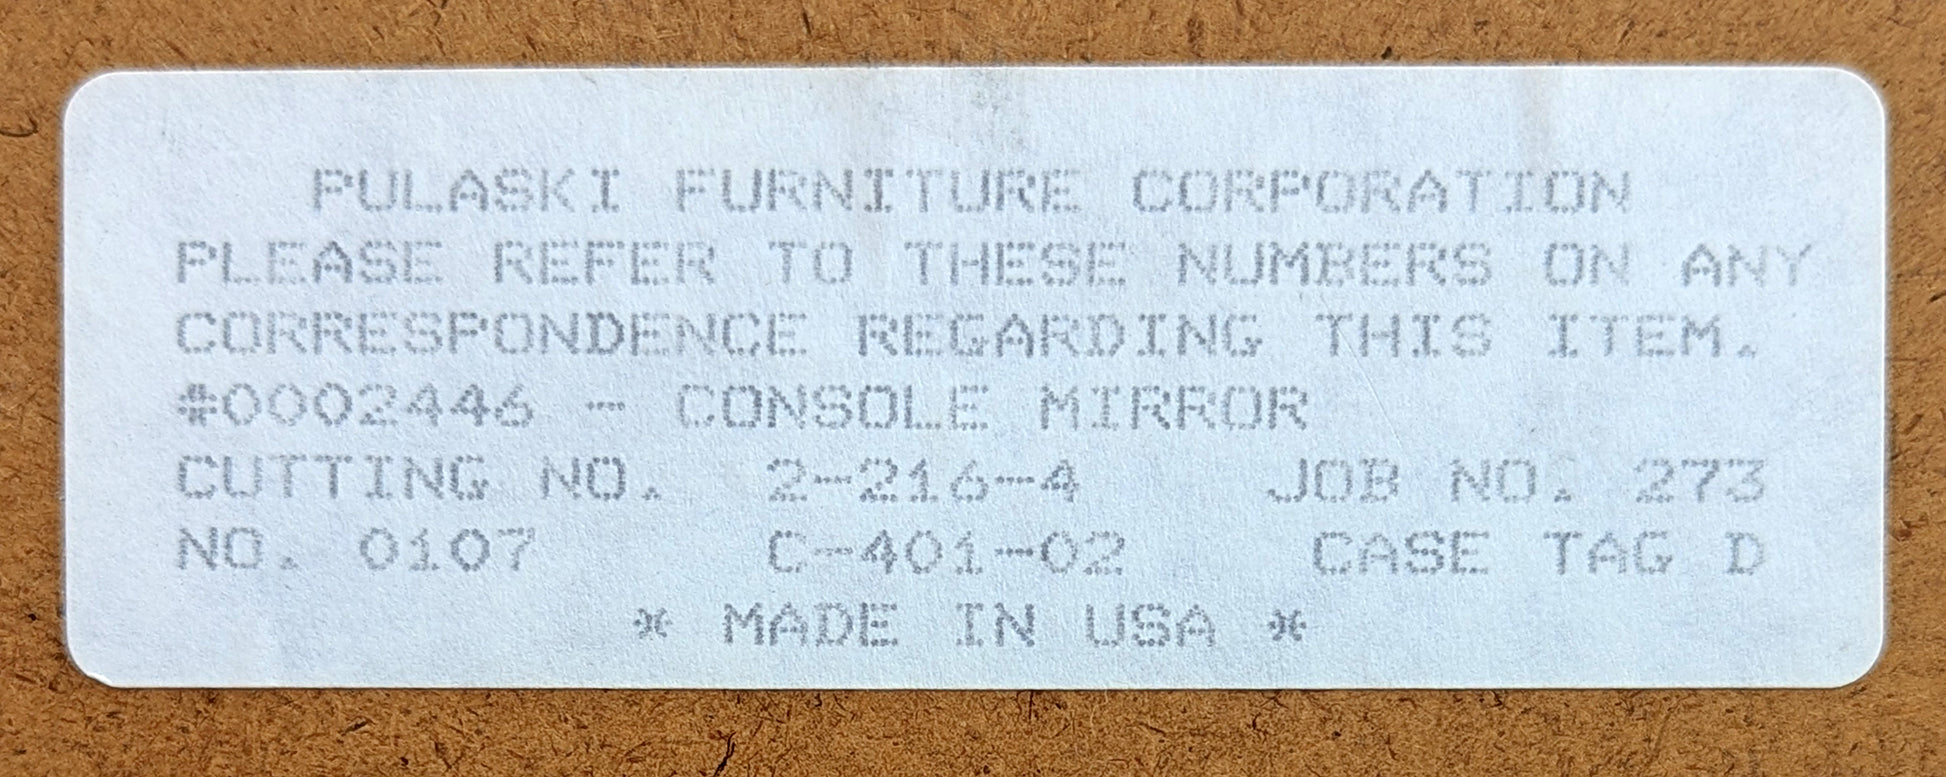 PULASKI FURNITURE CORPORATION
PLEASE REFER TO THESE NUMBERS ON ANY
CORRESPONDENCE REGARDING THIS ITEM.
#0002446 - CONSOLE MIRROR
CUTTING NO. 2-216-4 JOB NO. 273
NO. 0107 C-401-02 CASE TAG D
* MADE IN USA *